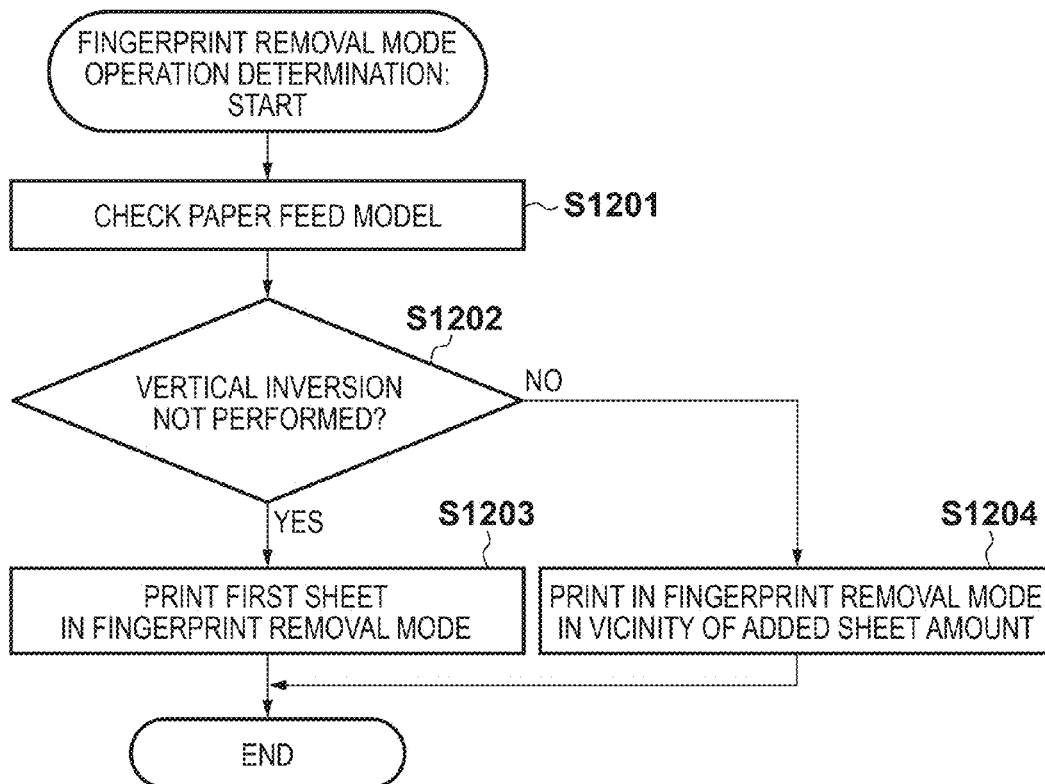 FINGERPRINT REMOVAL MODE
OPERATION DETERMINATION:
START
CHECK PAPER FEED MODEL
S1201
S1202
VERTICAL INVERSION
NOT PERFORMED?
NO
YES
S1203
PRINT FIRST SHEET
IN FINGERPRINT REMOVAL MODE
S1204
PRINT IN FINGERPRINT REMOVAL MODE
IN VICINITY OF ADDED SHEET AMOUNT
END